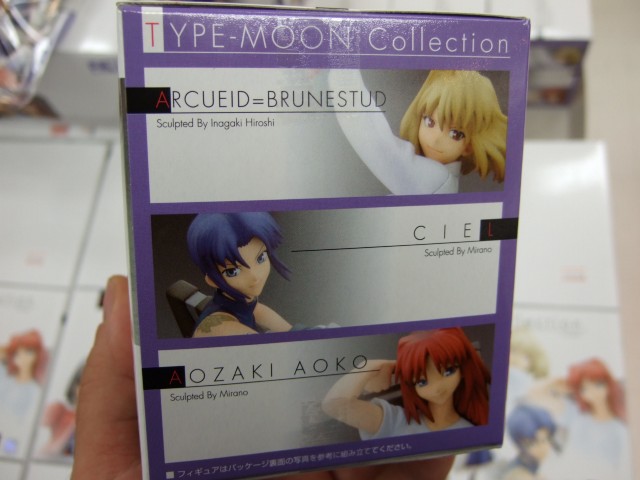 TYPE-MOON Collection
ARCUEID=BRUNESTUD
Sculpted By Inagaki Hiroshi
CIEL
Sculpted By Mirano
AOZAKI AOKO
Sculpted By Mirano
■フィギュアはパッケージ裏面の写真を参考に組み立ててください。